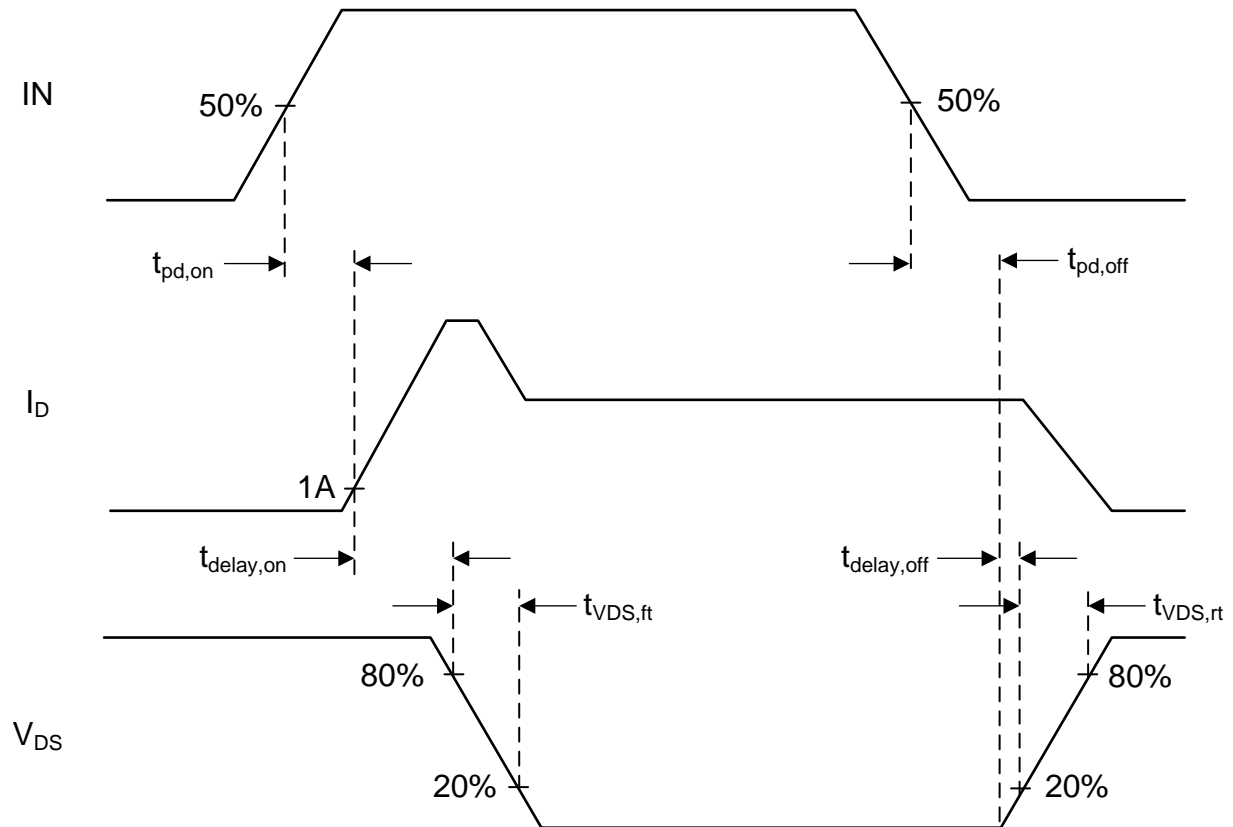 IN
50%
50%
tpd,on
tpd,off
ID
1A
tdelay,on
tdelay,off
tVDS,ft
tVDS,rt
80%
80%
VDS
20%
20%